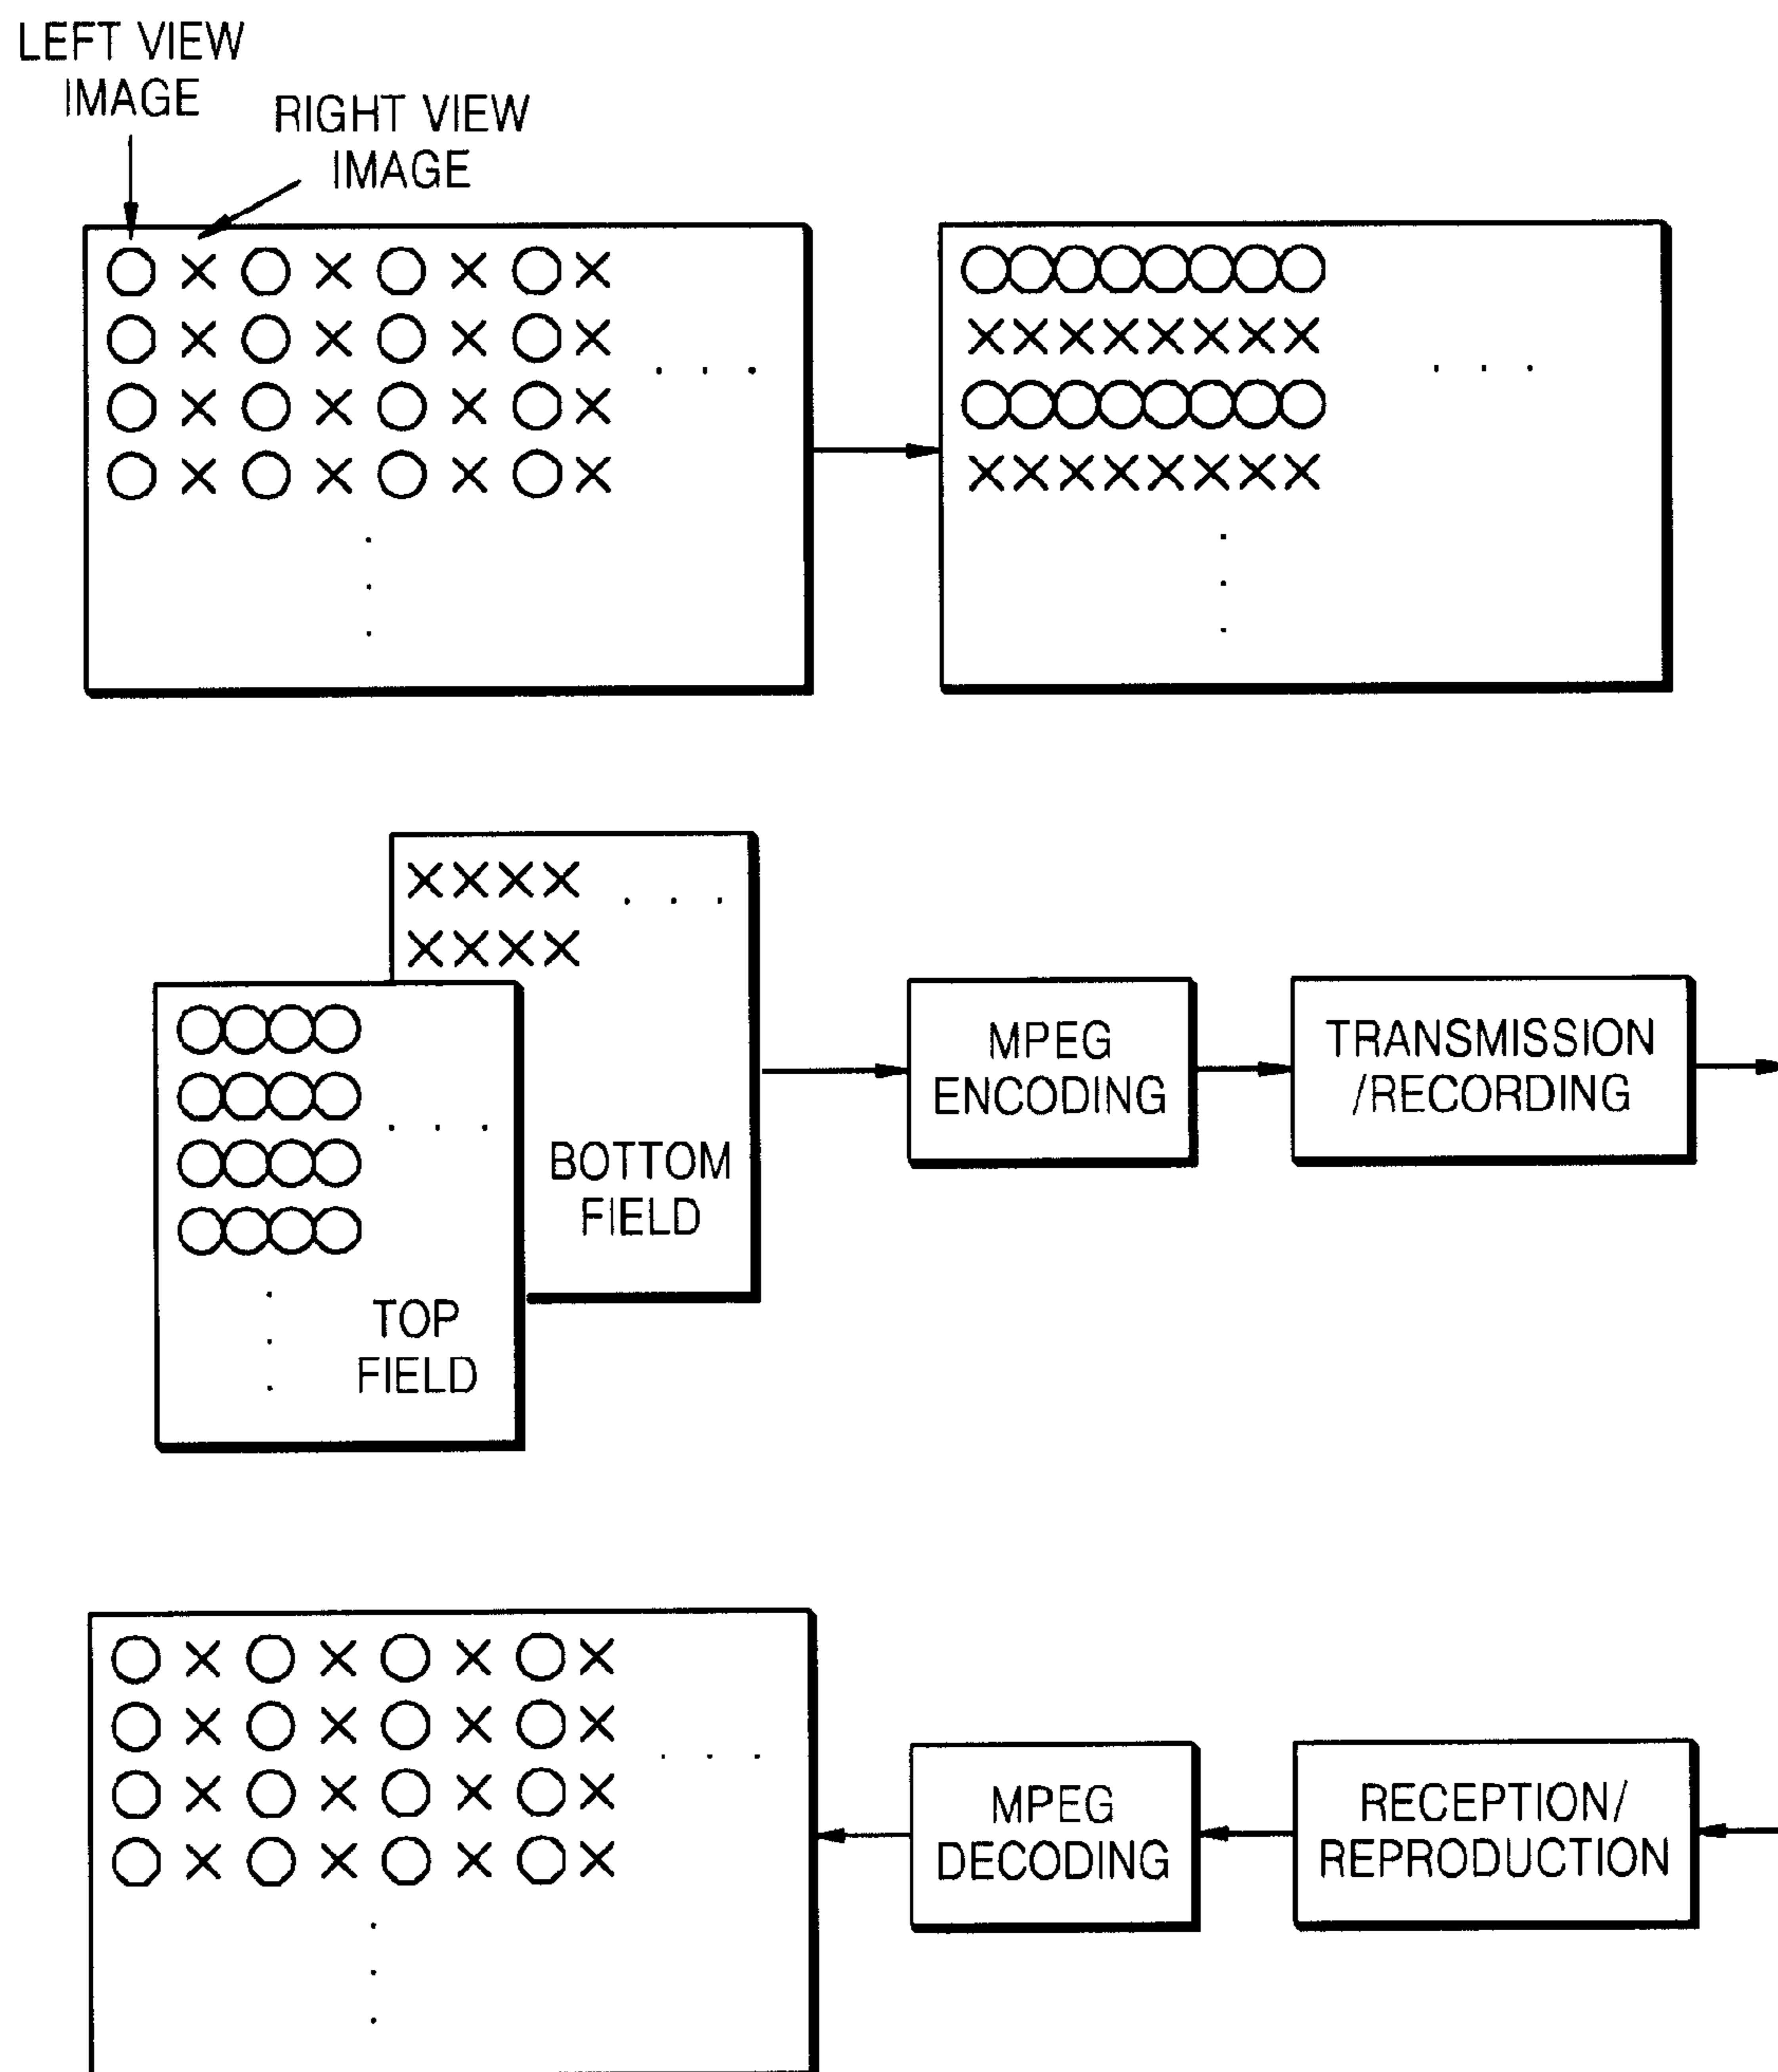 LEFT VIEW
IMAGE
RIGHT VIEW
IMAGE
BOTTOM
FIELD
TOP
FIELD
MPEG
ENCODING
TRANSMISSION
/RECORDING
MPEG
DECODING
RECEPTION/
REPRODUCTION